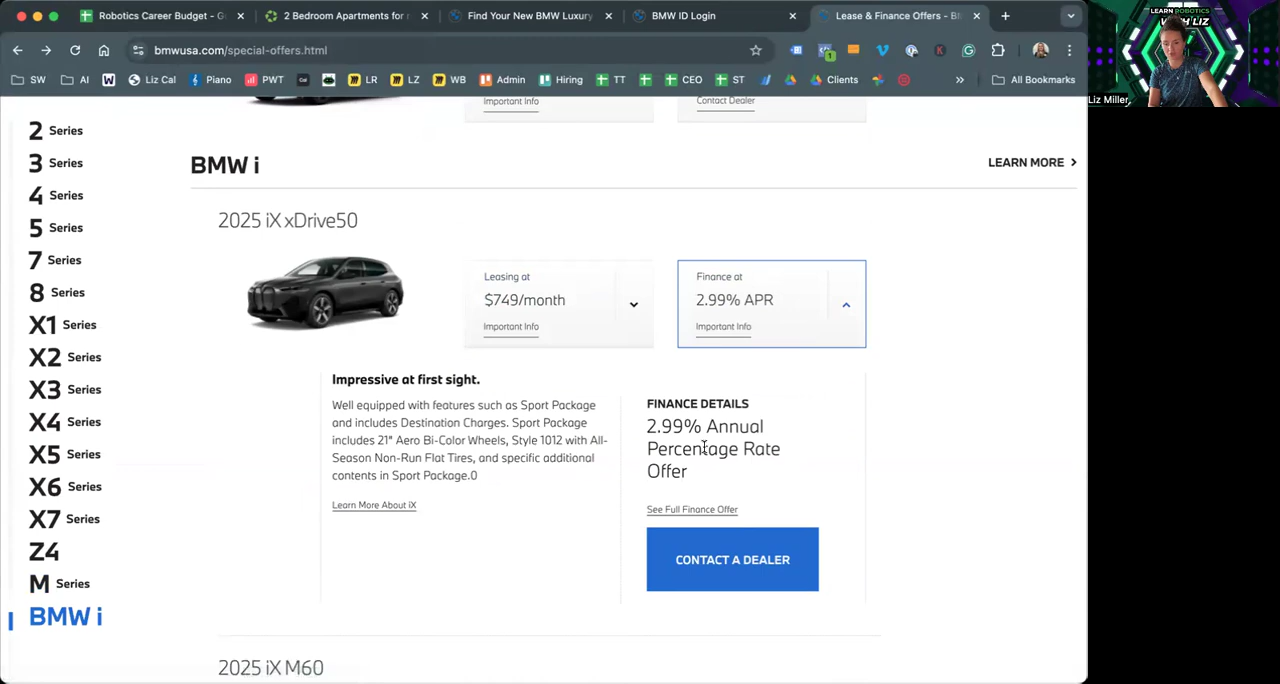 Robotics Career Budget - G
2 Bedroom Apartments for
Find Your New BMW Luxury
BMW ID Login
Lease & Finance Offers - B
bmwusa.com/special-offers.html
SW
AI
Liz Cal
Piano
PWT
LR
LZ
WB
Admin
Hiring
TT
CEO
ST
Clients
All Bookmarks
LEARN ROBOTICS
WITH LIZ
Liz Miller
Important Info
Contact Dealer
2 Series
3 Series
4 Series
5 Series
7 Series
8 Series
X1 Series
X2 Series
X3 Series
X4 Series
X5 Series
X6 Series
X7 Series
Z4
M Series
BMW i
BMW i
LEARN MORE
2025 iX xDrive50
Leasing at
$749/month
Important Info
Finance at
2.99% APR
Important Info
Impressive at first sight.
Well equipped with features such as Sport Package
and includes Destination Charges. Sport Package
includes 21" Aero Bi-Color Wheels, Style 1012 with All-
Season Non-Run Flat Tires, and specific additional
contents in Sport Package.0
Learn More About iX
FINANCE DETAILS
2.99% Annual
Percentage Rate
Offer
See Full Finance Offer
CONTACT A DEALER
2025 iX M60